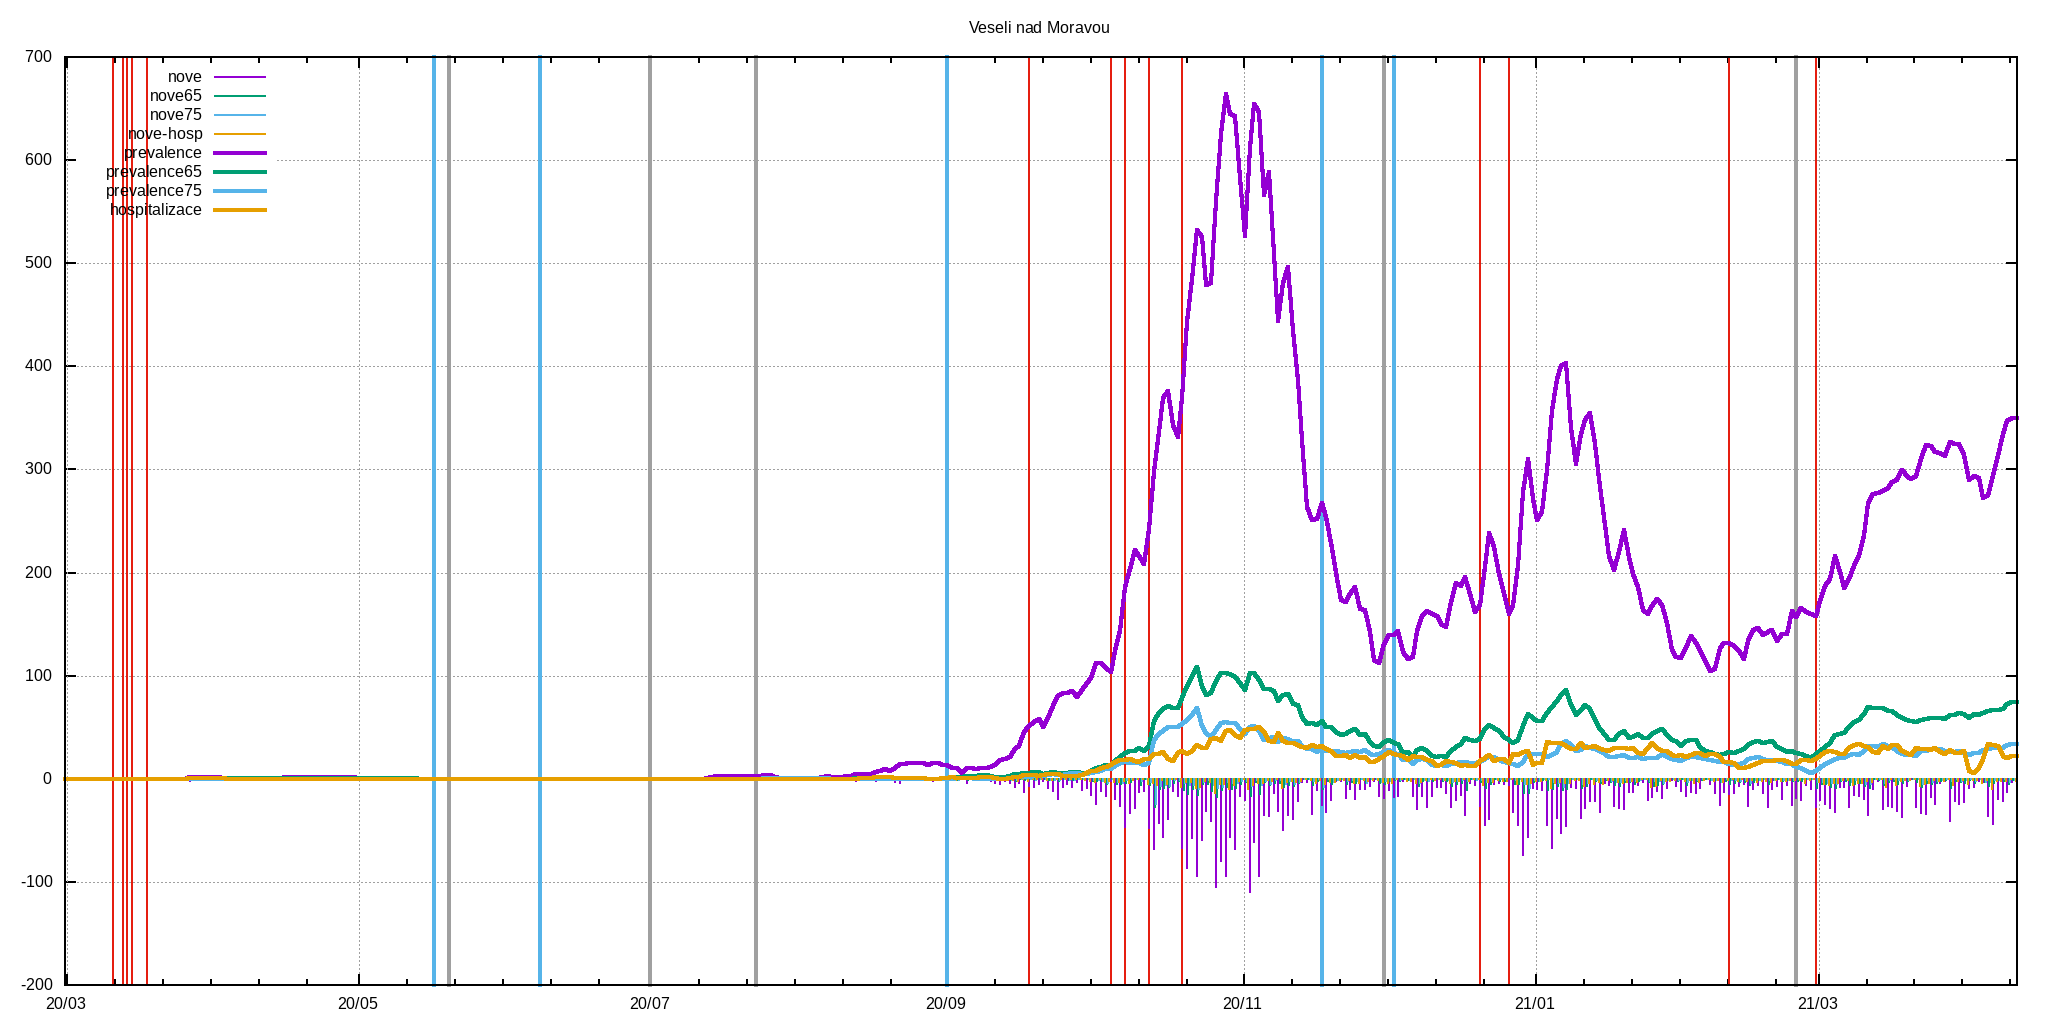 Veseli nad Moravou
700
nove
nove65
nove75
nove-hosp
prevalence
prevalence65
prevalence75
hospitalizace
600
500
400
300
200
100
0
-100
-200
20/03 20/05 20/07 20/09 20/11 21/01 21/03